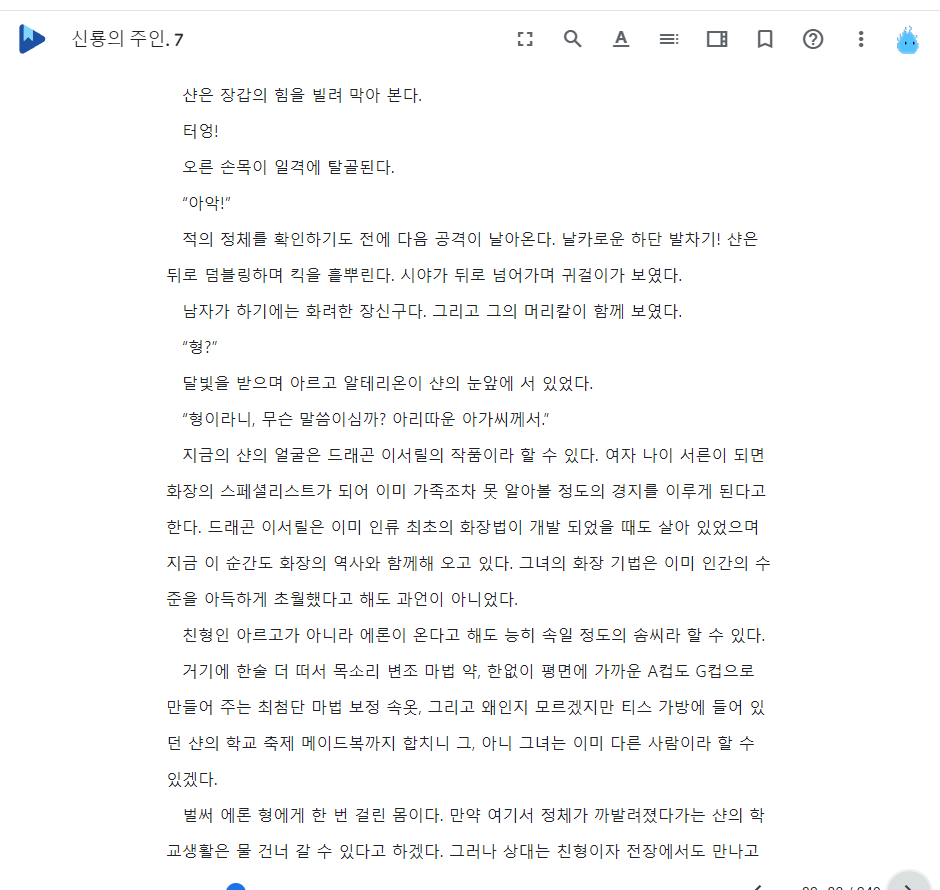 신룡의 주인. 7
샨은 장갑의 힘을 빌려 막아 본다.
터엉!
오른 손목이 일격에 탈골된다.
“아악!”
적의 정체를 확인하기도 전에 다음 공격이 날아온다. 날카로운 하단 발차기! 샨은
뒤로 덤블링하며 킥을 흩뿌린다. 시야가 뒤로 넘어가며 귀걸이가 보였다.
남자가 하기에는 화려한 장신구다. 그리고 그의 머리칼이 함께 보였다.
“형?”
달빛을 받으며 아르고 알테리온이 샨의 눈앞에 서 있었다.
“형이라니, 무슨 말씀이심까? 아리따운 아가씨께서.”
지금의 샨의 얼굴은 드래곤 이서릴의 작품이라 할 수 있다. 여자 나이 서른이 되면
화장의 스페셜리스트가 되어 이미 가족조차 못 알아볼 정도의 경지를 이루게 된다고
한다. 드래곤 이서릴은 이미 인류 최초의 화장법이 개발 되었을 때도 살아 있었으며
지금 이 순간도 화장의 역사와 함께해 오고 있다. 그녀의 화장 기법은 이미 인간의 수
준을 아득하게 초월했다고 해도 과언이 아니었다.
친형인 아르고가 아니라 에론이 온다고 해도 능히 속일 정도의 솜씨라 할 수 있다.
거기에 한술 더 떠서 목소리 변조 마법 약, 한없이 평면에 가까운 A컵도 G컵으로
만들어 주는 최첨단 마법 보정 속옷, 그리고 왜인지 모르겠지만 티스 가방에 들어 있
던 샨의 학교 축제 메이드복까지 합치니 그, 아니 그녀는 이미 다른 사람이라 할 수
있겠다.
벌써 에론 형에게 한 번 걸린 몸이다. 만약 여기서 정체가 까발려졌다가는 샨의 학
교생활은 물 건너 갈 수 있다고 하겠다. 그러나 상대는 친형이자 전장에서도 만나고